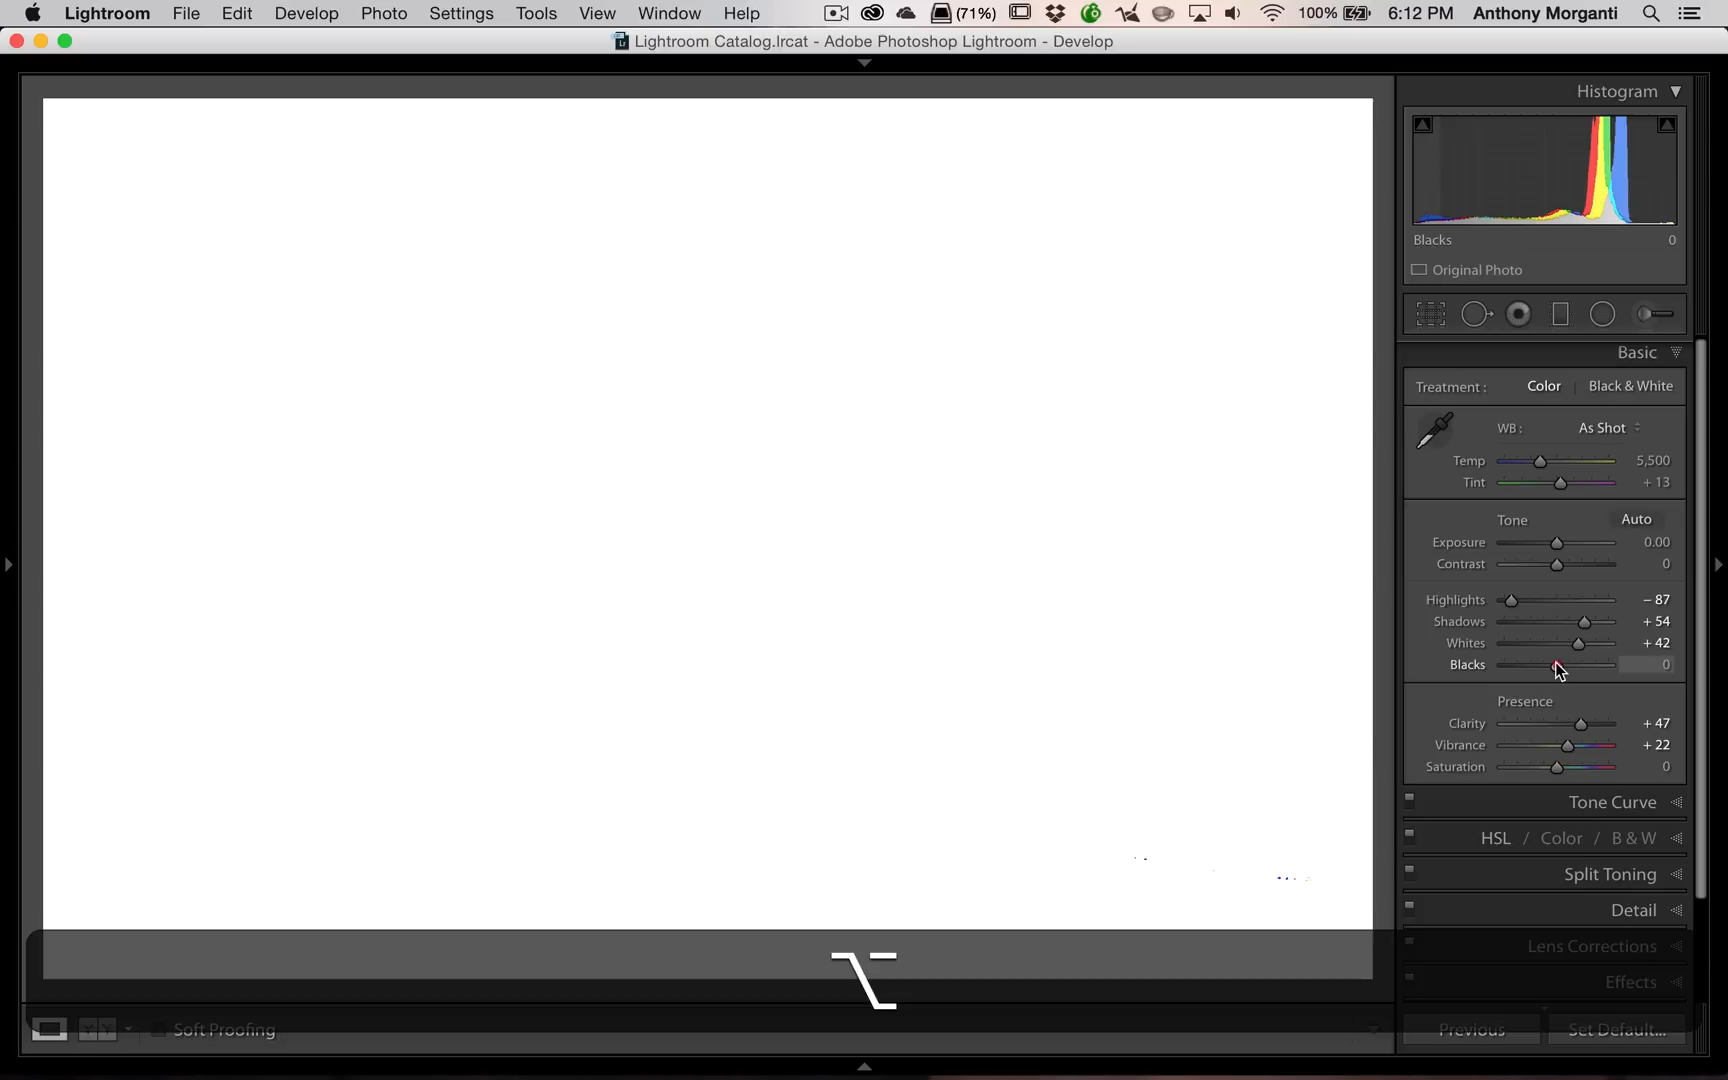 Lightroom File Edit Develop Photo Settings Tools View Window Help (71%) 100% 6:12 PM Anthony Morganti
Lr Lightroom Catalog.lrcat - Adobe Photoshop Lightroom - Develop
Histogram
Blacks 0
Original Photo
Basic
Treatment : Color Black & White
WB : As Shot
Temp 5,500
Tint + 13
Tone Auto
Exposure 0.00
Contrast 0
Highlights − 87
Shadows + 54
Whites + 42
Blacks 0
Presence
Clarity + 47
Vibrance + 22
Saturation 0
Tone Curve
HSL / Color / B & W
Split Toning
Detail
Lens Corrections
Effects
Soft Proofing Previous Set Default...